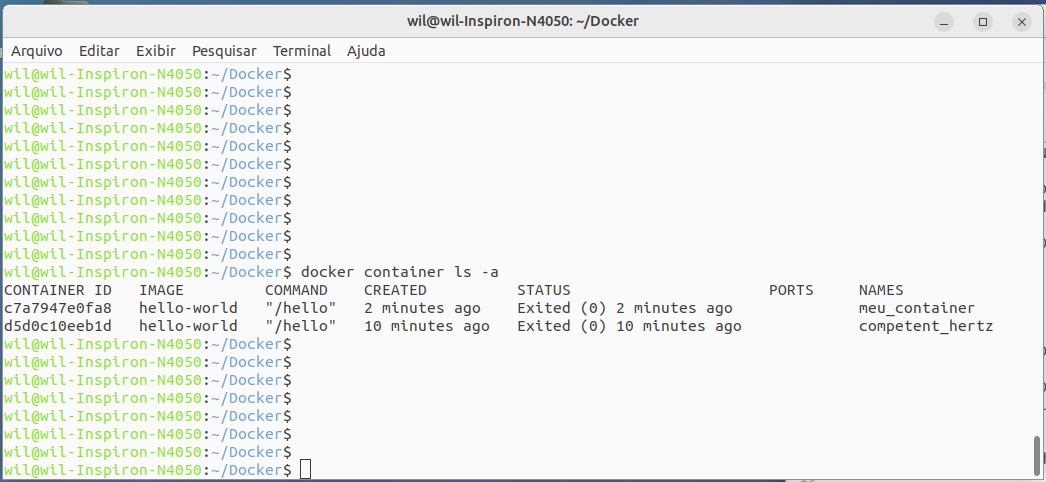 wil@wil-Inspiron-N4050: ~/Docker
Arquivo Editar Exibir Pesquisar Terminal Ajuda
wil@wil-Inspiron-N4050:~/Docker$
wil@wil-Inspiron-N4050:~/Docker$
wil@wil-Inspiron-N4050:~/Docker$
wil@wil-Inspiron-N4050:~/Docker$
wil@wil-Inspiron-N4050:~/Docker$
wil@wil-Inspiron-N4050:~/Docker$
wil@wil-Inspiron-N4050:~/Docker$
wil@wil-Inspiron-N4050:~/Docker$
wil@wil-Inspiron-N4050:~/Docker$
wil@wil-Inspiron-N4050:~/Docker$
wil@wil-Inspiron-N4050:~/Docker$
wil@wil-Inspiron-N4050:~/Docker$ docker container ls -a
CONTAINER ID   IMAGE         COMMAND    CREATED          STATUS                      PORTS     NAMES
c7a7947e0fa8   hello-world   "/hello"   2 minutes ago    Exited (0) 2 minutes ago              meu_container
d5d0c10eeb1d   hello-world   "/hello"   10 minutes ago   Exited (0) 10 minutes ago             competent_hertz
wil@wil-Inspiron-N4050:~/Docker$
wil@wil-Inspiron-N4050:~/Docker$
wil@wil-Inspiron-N4050:~/Docker$
wil@wil-Inspiron-N4050:~/Docker$
wil@wil-Inspiron-N4050:~/Docker$
wil@wil-Inspiron-N4050:~/Docker$
wil@wil-Inspiron-N4050:~/Docker$
wil@wil-Inspiron-N4050:~/Docker$